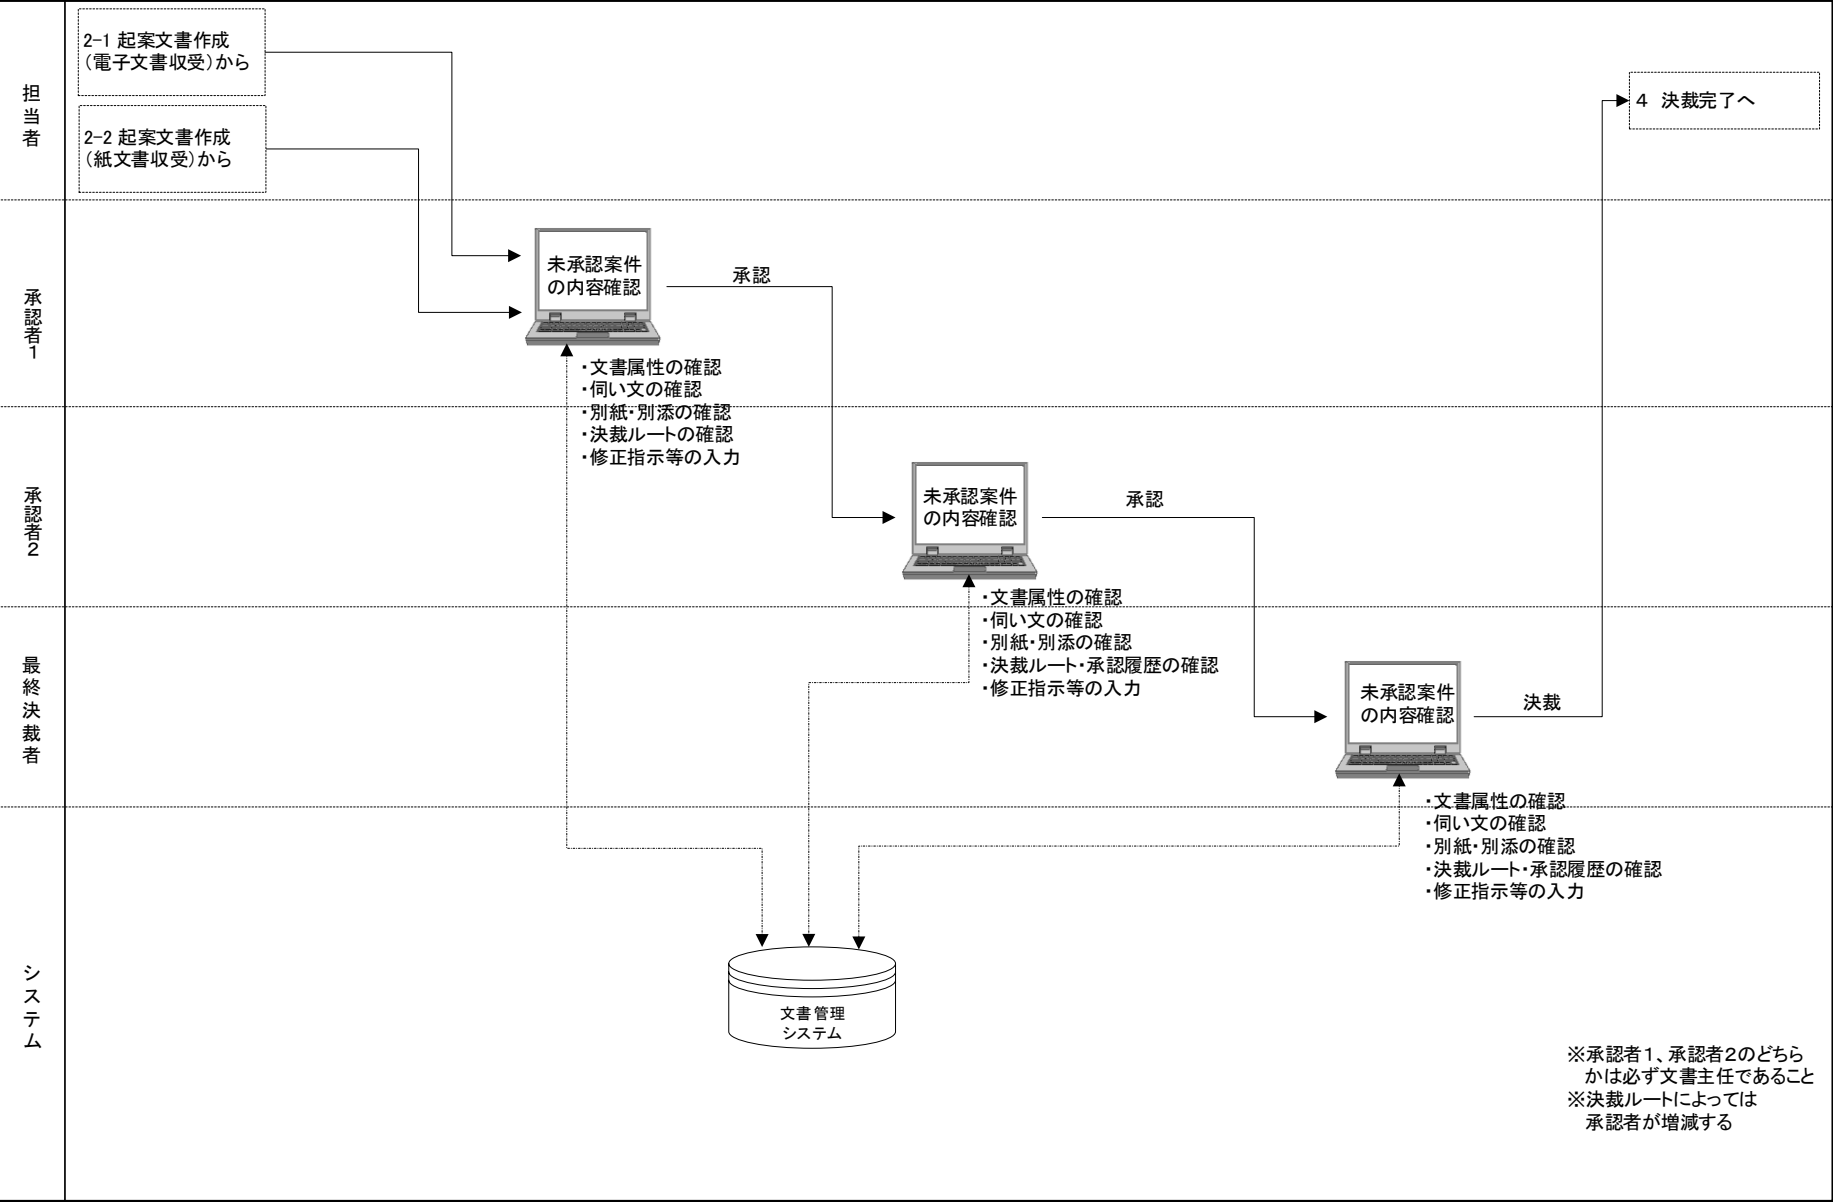 担当者
2-1 起案文書作成
（電子文書収受）から
2-2 起案文書作成
（紙文書収受）から
4　決裁完了へ
承認者１
未承認案件
の内容確認
承認
・文書属性の確認
・伺い文の確認
・別紙・別添の確認
・決裁ルートの確認
・修正指示等の入力
承認者２
未承認案件
の内容確認
承認
・文書属性の確認
・伺い文の確認
・別紙・別添の確認
・決裁ルート・承認履歴の確認
・修正指示等の入力
最終決裁者
未承認案件
の内容確認
決裁
・文書属性の確認
・伺い文の確認
・別紙・別添の確認
・決裁ルート・承認履歴の確認
・修正指示等の入力
システム
文書管理
システム
※承認者１、承認者２のどちら
かは必ず文書主任であること
※決裁ルートによっては
承認者が増減する